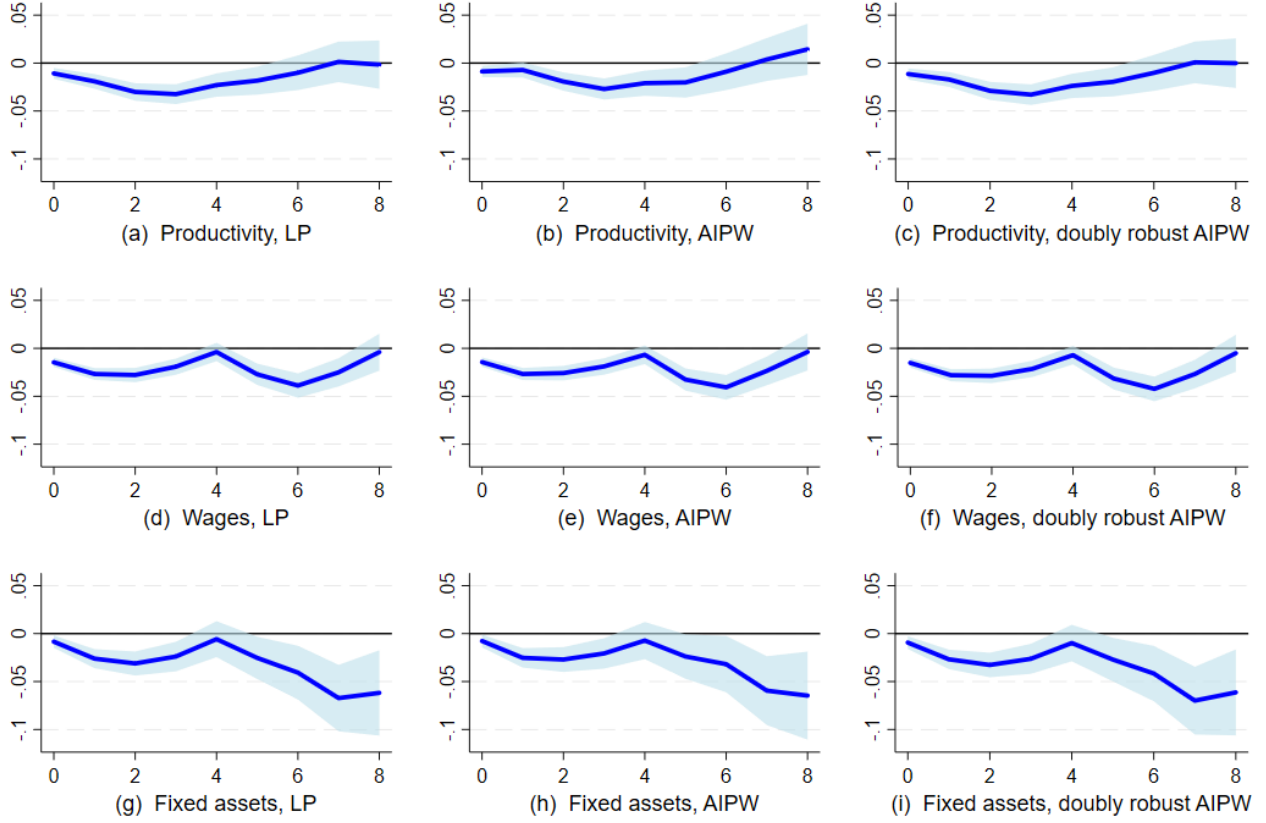 .05
0
-.05
-.1
0 2 4 6 8
(a) Productivity, LP
.05
0
-.05
-.1
0 2 4 6 8
(b) Productivity, AIPW
.05
0
-.05
-.1
0 2 4 6 8
(c) Productivity, doubly robust AIPW
.05
0
-.05
-.1
0 2 4 6 8
(d) Wages, LP
.05
0
-.05
-.1
0 2 4 6 8
(e) Wages, AIPW
.05
0
-.05
-.1
0 2 4 6 8
(f) Wages, doubly robust AIPW
.05
0
-.05
-.1
0 2 4 6 8
(g) Fixed assets, LP
.05
0
-.05
-.1
0 2 4 6 8
(h) Fixed assets, AIPW
.05
0
-.05
-.1
0 2 4 6 8
(i) Fixed assets, doubly robust AIPW